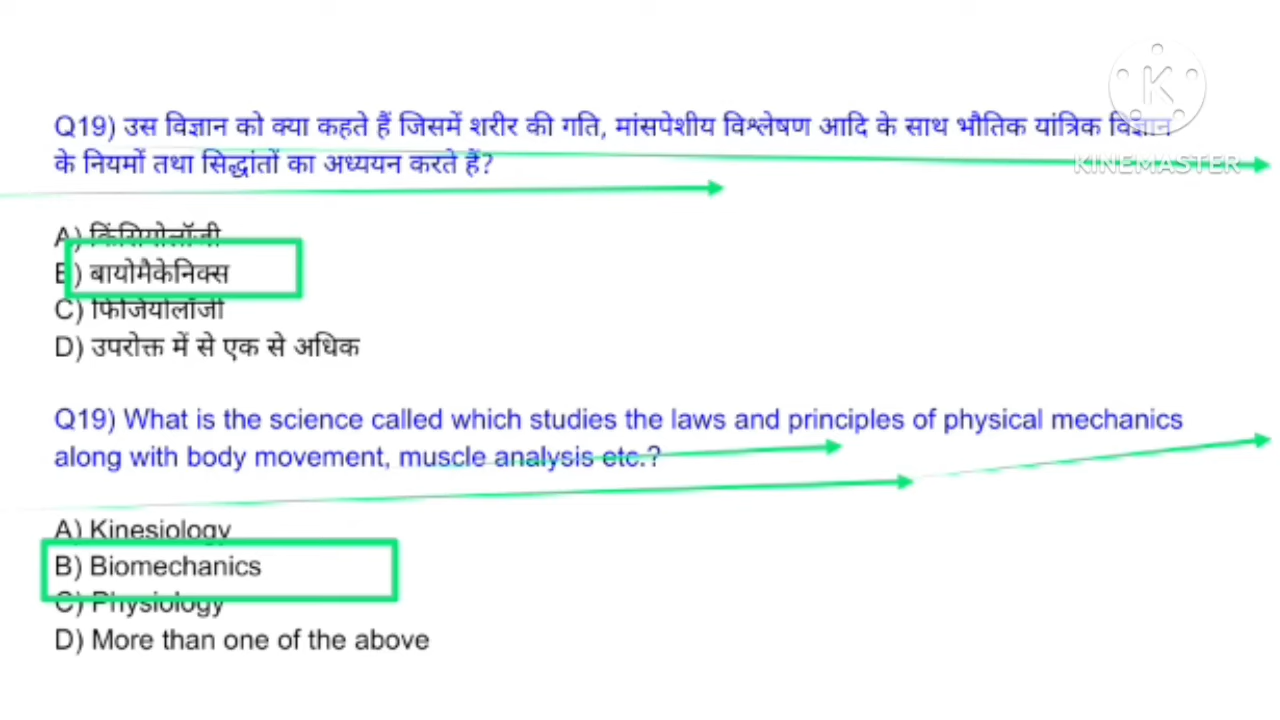 Q19) उस विज्ञान को क्या कहते हैं जिसमें शरीर की गति, मांसपेशीय विश्लेषण आदि के साथ भौतिक यांत्रिक विज्ञान
के नियमों तथा सिद्धांतों का अध्ययन करते हैं?
KINEMASTER
A) किंसियोलॉजी
B) बायोमैकेनिक्स
C) फिजियोलॉजी
D) उपरोक्त में से एक से अधिक
Q19) What is the science called which studies the laws and principles of physical mechanics
along with body movement, muscle analysis etc.?
A) Kinesiology
B) Biomechanics
C) Physiology
D) More than one of the above